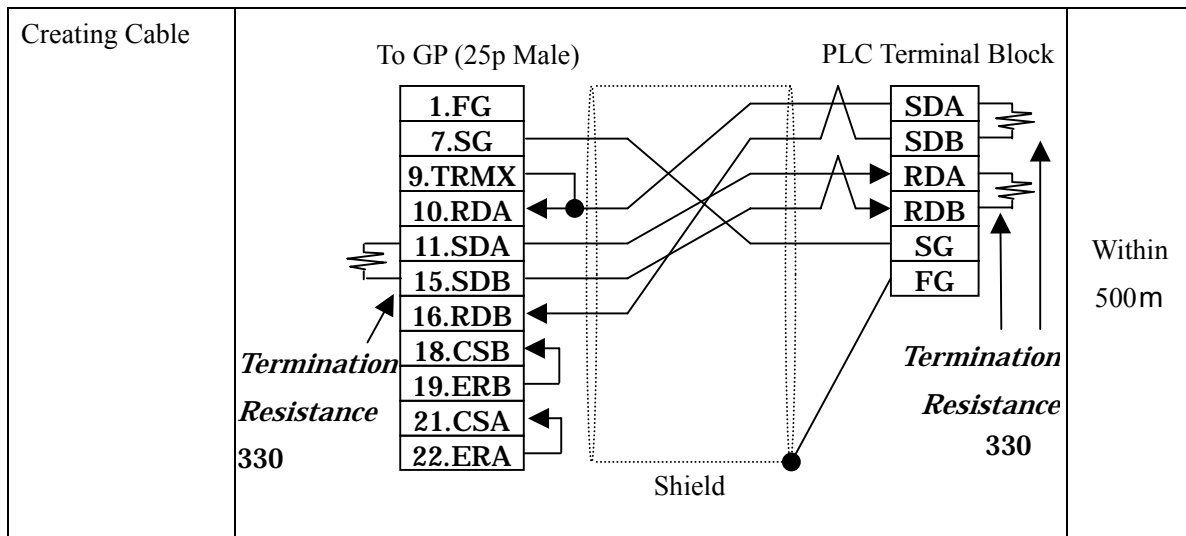 Creating Cable
To GP (25p Male)
PLC Terminal Block
1.FG
7.SG
9.TRMX
10.RDA
11.SDA
15.SDB
16.RDB
18.CSB
19.ERB
21.CSA
22.ERA
Termination
Resistance
330
Shield
SDA
SDB
RDA
RDB
SG
FG
Termination
Resistance
330
Within
500m